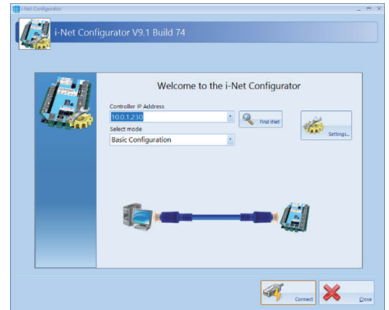 i-Net Configurator
i-Net Configurator V9.1 Build 74
Welcome to the i-Net Configurator
Controller IP Address
10.0.1.230
Find iNet
Select mode
Basic Configuration
Settings...
Connect
Close